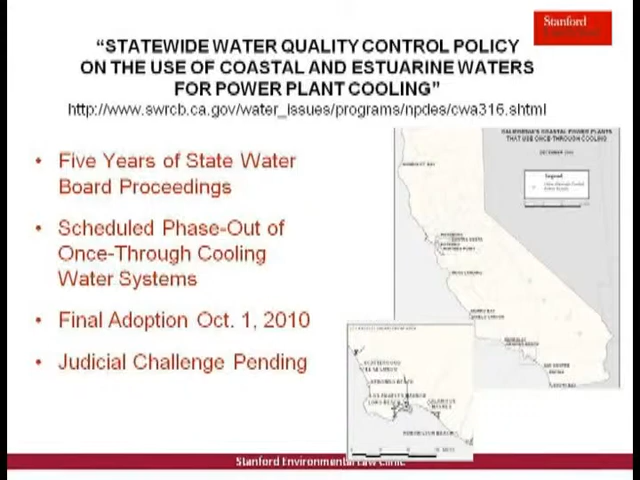 Stanford
"STATEWIDE WATER QUALITY CONTROL POLICY
ON THE USE OF COASTAL AND ESTUARINE WATERS
FOR POWER PLANT COOLING"
http://www.swrcb.ca.gov/water_issues/programs/npdes/cwa316.shtml
• Five Years of State Water
Board Proceedings
• Scheduled Phase-Out of
Once-Through Cooling
Water Systems
• Final Adoption Oct. 1, 2010
• Judicial Challenge Pending
CALIFORNIA'S COASTAL POWER PLANTS
THAT USE ONCE-THROUGH COOLING
Legend
HUMBOLDT BAY
Stanford Environmental Law Clinic